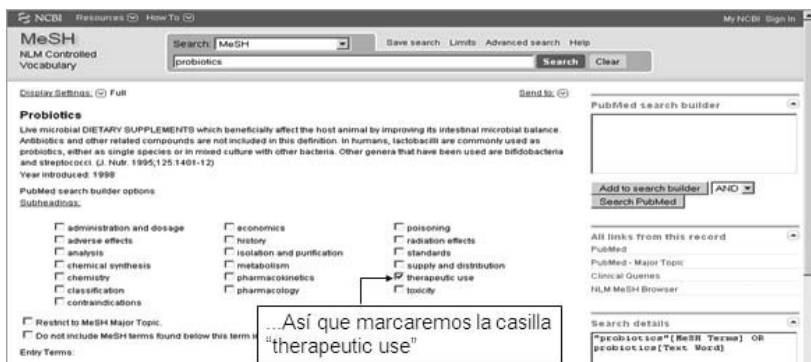 NCBI Resources How To My NCBI Sign In
MeSH
NLM Controlled
Vocabulary
Search: MeSH Save search Limits Advanced search Help
probiotics Search Clear
Display Settings: Full Send to:
Probiotics
Live microbial DIETARY SUPPLEMENTS which beneficially affect the host animal by improving its intestinal microbial balance.
Antibiotics and other related compounds are not included in this definition. In humans, lactobacilli are commonly used as
probiotics, either as single species or in mixed culture with other bacteria. Other genera that have been used are bifidobacteria
and streptococci. (J. Nutr. 1995;125:1401-12)
Year introduced: 1998
PubMed search builder options
Subheadings:
administration and dosage economics poisoning
adverse effects history radiation effects
analysis isolation and purification standards
chemical synthesis metabolism supply and distribution
chemistry pharmacokinetics therapeutic use
classification pharmacology toxicity
contraindications
Restrict to MeSH Major Topic.
Do not include MeSH terms found below this term
Entry Terms:
...Así que marcaremos la casilla
"therapeutic use"
PubMed search builder
Add to search builder AND
Search PubMed
All links from this record
PubMed
PubMed - Major Topic
Clinical Queries
NLM MeSH Browser
Search details
"probiotics"[MeSH Terms] OR
probiotics[Text Word]